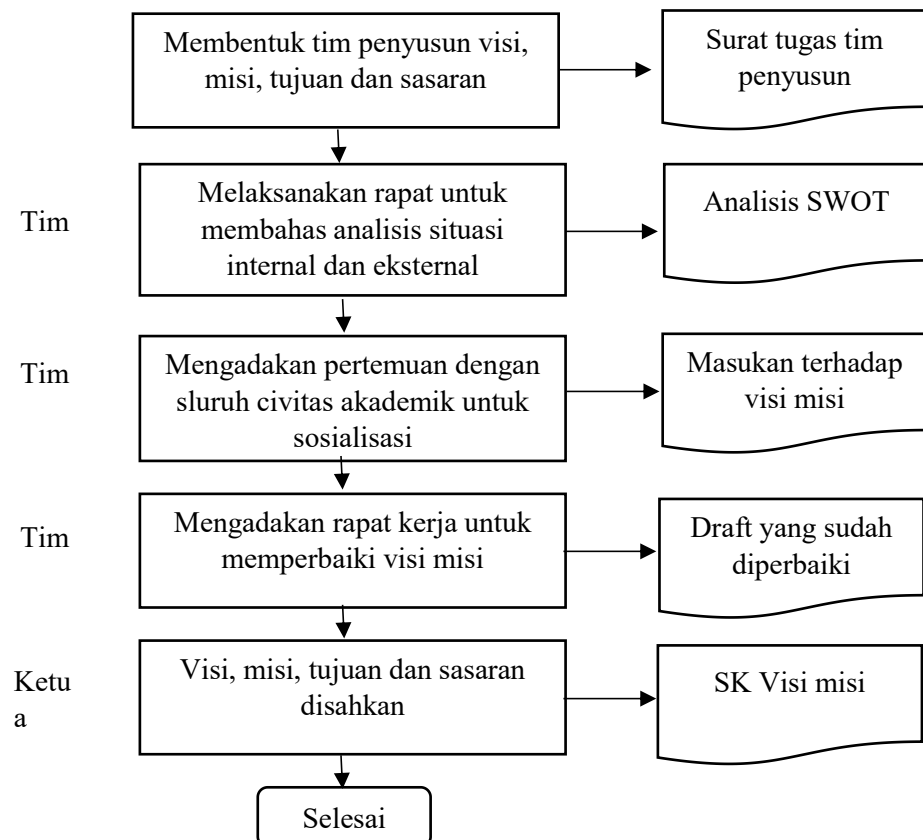 Membentuk tim penyusun visi,
misi, tujuan dan sasaran
Surat tugas tim
penyusun
Tim
Melaksanakan rapat untuk
membahas analisis situasi
internal dan eksternal
Analisis SWOT
Tim
Mengadakan pertemuan dengan
sluruh civitas akademik untuk
sosialisasi
Masukan terhadap
visi misi
Tim
Mengadakan rapat kerja untuk
memperbaiki visi misi
Draft yang sudah
diperbaiki
Ketu
a
Visi, misi, tujuan dan sasaran
disahkan
SK Visi misi
Selesai